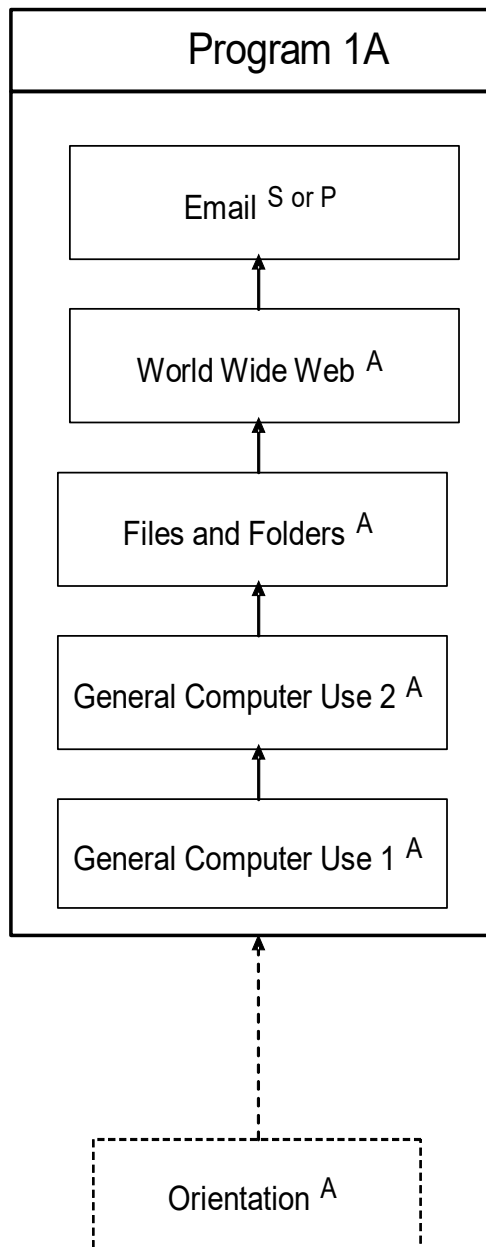 Program 1A
Email S or P
World Wide Web A
Files and Folders A
General Computer Use 2 A
General Computer Use 1 A
Orientation A